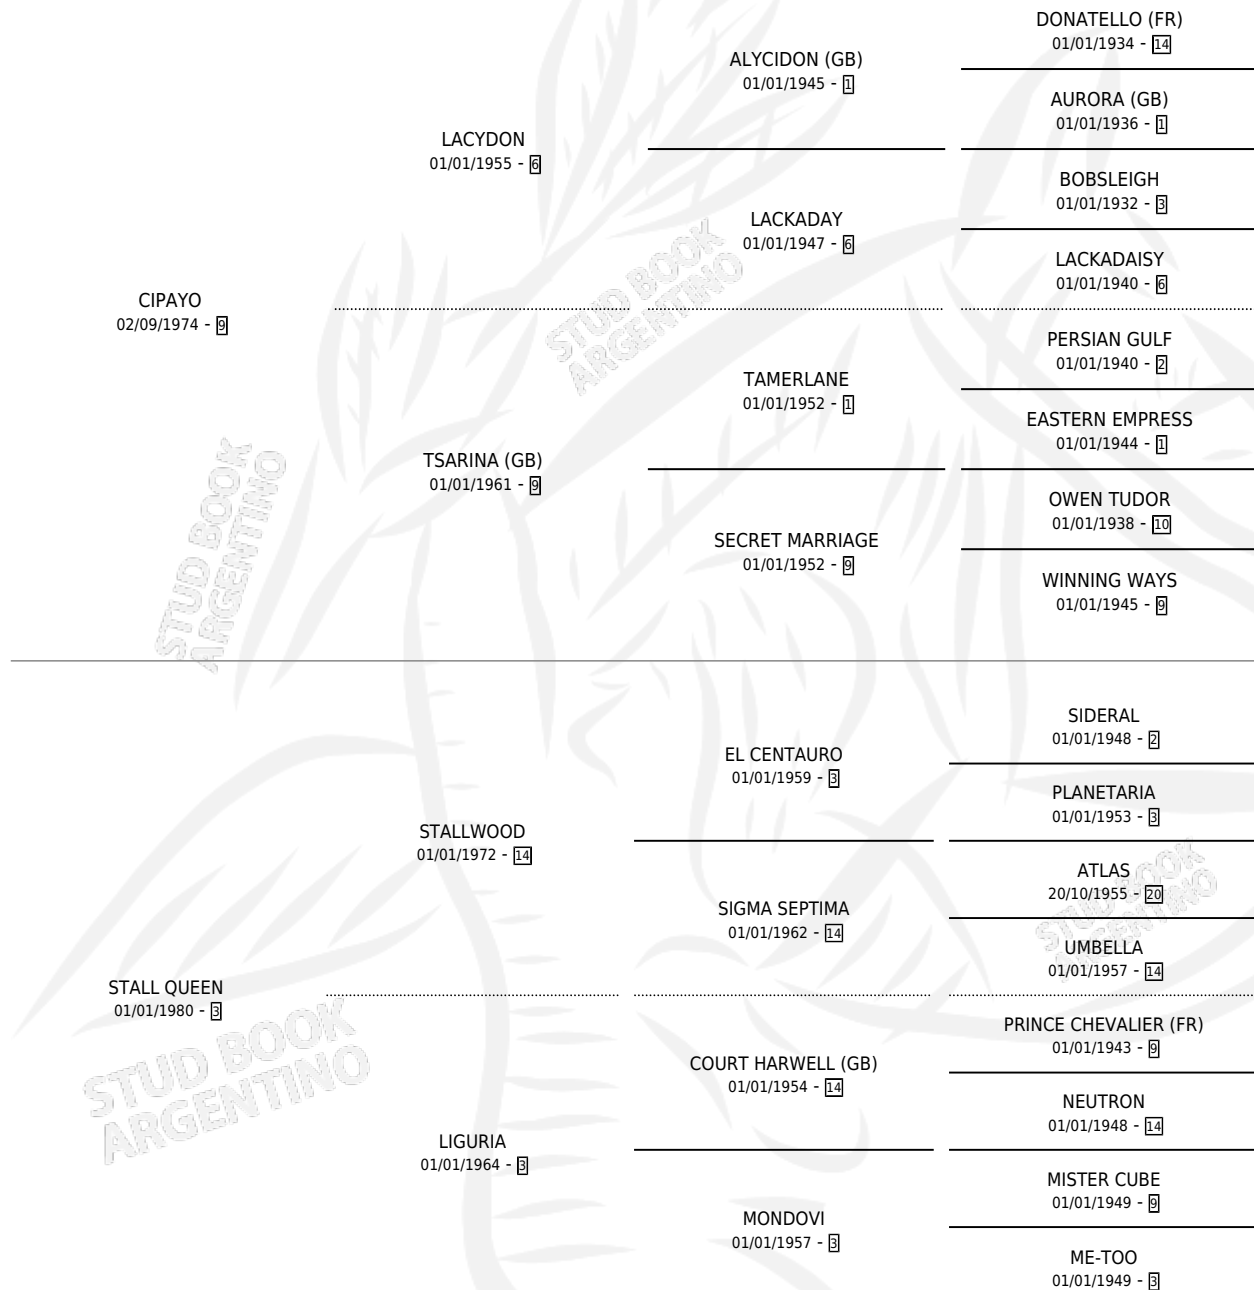 DONATELLO (FR)
01/01/1934 - 14
ALYCIDON (GB)
01/01/1945 - 1
AURORA (GB)
01/01/1936 - 1
LACYDON
01/01/1955 - 6
BOBSLEIGH
01/01/1932 - 3
LACKADAY
01/01/1947 - 6
LACKADAISY
01/01/1940 - 6
CIPAYO
02/09/1974 - 9
STUD BOOK
ARGENTINO
PERSIAN GULF
01/01/1940 - 2
TAMERLANE
01/01/1952 - 1
EASTERN EMPRESS
01/01/1944 - 1
TSARINA (GB)
01/01/1961 - 9
OWEN TUDOR
01/01/1938 - 10
SECRET MARRIAGE
01/01/1952 - 9
WINNING WAYS
01/01/1945 - 9
STUD BOOK
ARGENTINO
SIDERAL
01/01/1948 - 2
EL CENTAURO
01/01/1959 - 3
PLANETARIA
01/01/1953 - 3
STALLWOOD
01/01/1972 - 14
ATLAS
20/10/1955 - 20
SIGMA SEPTIMA
01/01/1962 - 14
UMBELLA
01/01/1957 - 14
STUD BOOK
ARGENTINO
STALL QUEEN
01/01/1980 - 3
PRINCE CHEVALIER (FR)
01/01/1943 - 9
COURT HARWELL (GB)
01/01/1954 - 14
NEUTRON
01/01/1948 - 14
STUD BOOK
ARGENTINO
LIGURIA
01/01/1964 - 3
MISTER CUBE
01/01/1949 - 9
MONDOVI
01/01/1957 - 3
ME-TOO
01/01/1949 - 3